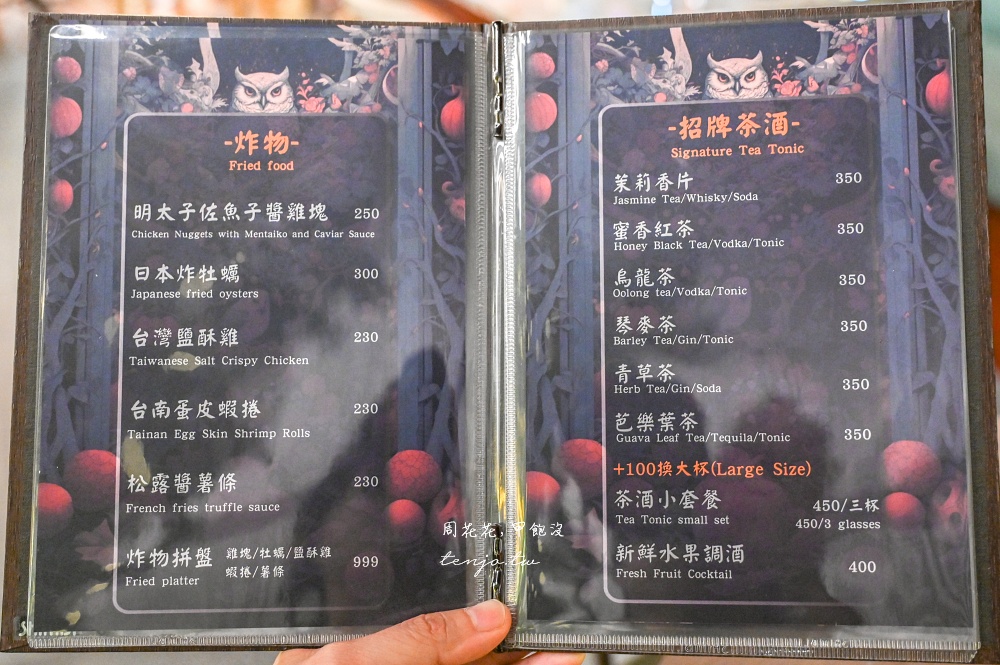 -炸物-
Fried food
明太子佐魚子醬雞塊 250
Chicken Nuggets with Mentaiko and Caviar Sauce
日本炸牡蠣 300
Japanese fried oysters
台灣鹽酥雞 230
Taiwanese Salt Crispy Chicken
台南蛋皮蝦捲 230
Tainan Egg Skin Shrimp Rolls
松露醬薯條 230
French fries truffle sauce
炸物拼盤 雞塊/牡蠣/鹽酥雞 999
蝦捲/薯條
Fried platter
-招牌茶酒-
Signature Tea Tonic
茉莉香片 350
Jasmine Tea/Whisky/Soda
蜜香紅茶 350
Honey Black Tea/Vodka/Tonic
烏龍茶 350
Oolong tea/Vodka/Tonic
琴麥茶 350
Barley Tea/Gin/Tonic
青草茶 350
Herb Tea/Gin/Soda
芭樂葉茶 350
Guava Leaf Tea/Tequila/Tonic
+100換大杯(Large Size)
茶酒小套餐 450/三杯
Tea Tonic small set 450/3 glasses
新鮮水果調酒 400
Fresh Fruit Cocktail
周花花,甲飽沒
tenjo.tw